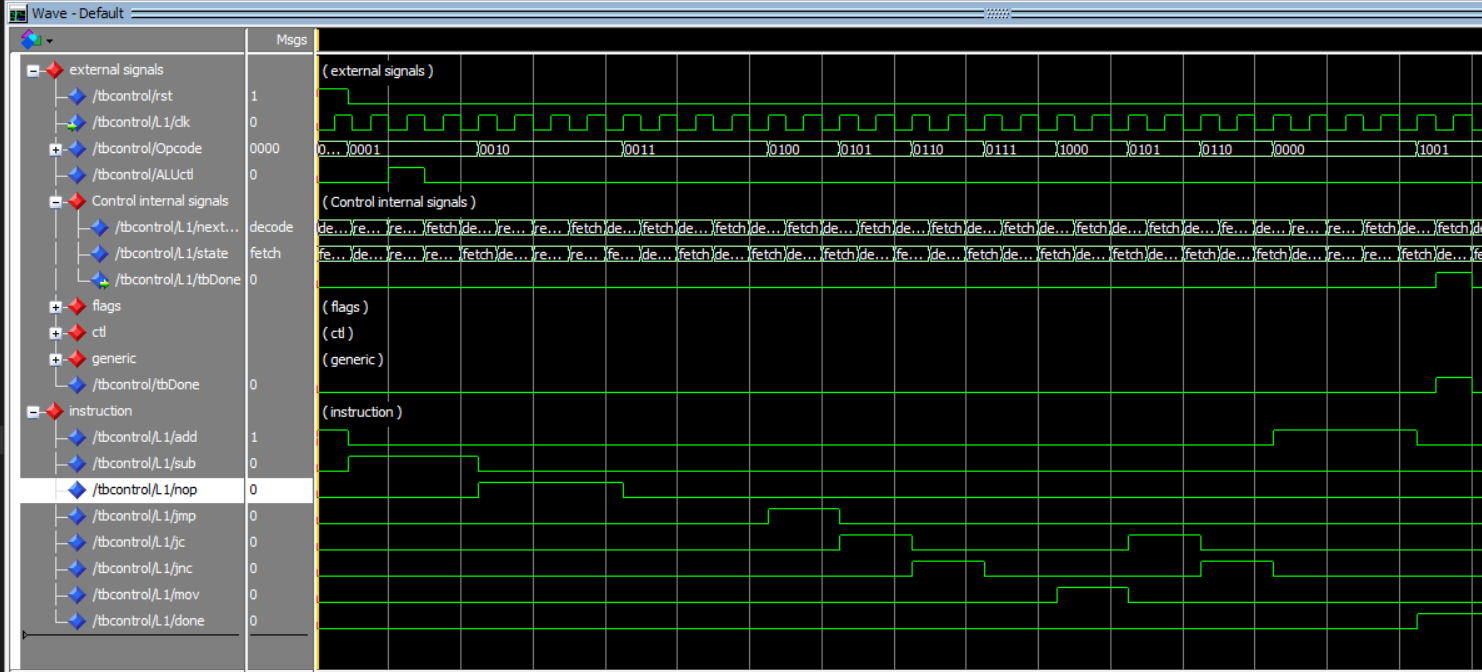 Wave - Default
Msgs
external signals ( external signals )
/tbcontrol/rst 1
/tbcontrol/L1/clk 0
/tbcontrol/Opcode 0000 0... 0001 0010 0011 0100 0101 0110 0111 1000 0101 0110 0000 1001
/tbcontrol/ALUctl 0
Control internal signals ( Control internal signals )
/tbcontrol/L1/next... decode de... re... re... fetch de... re... re... fetch de... fetch de... fetch de... fetch de... fetch de... fetch de... fetch de... fetch de... fetch de... fetch de... re... re... fetch de... fetch
/tbcontrol/L1/state fetch fe... de... re... re... fetch de... re... re... fe... de... fetch de... fetch de... fetch de... fe... de... fetch de... fetch de... fetch de... fetch de... fetch de... re... re... fetch de...
/tbcontrol/L1/tbDone 0
flags ( flags )
ctl ( ctl )
generic ( generic )
/tbcontrol/tbDone 0
instruction ( instruction )
/tbcontrol/L1/add 1
/tbcontrol/L1/sub 0
/tbcontrol/L1/nop 0
/tbcontrol/L1/jmp 0
/tbcontrol/L1/jc 0
/tbcontrol/L1/jnc 0
/tbcontrol/L1/mov 0
/tbcontrol/L1/done 0